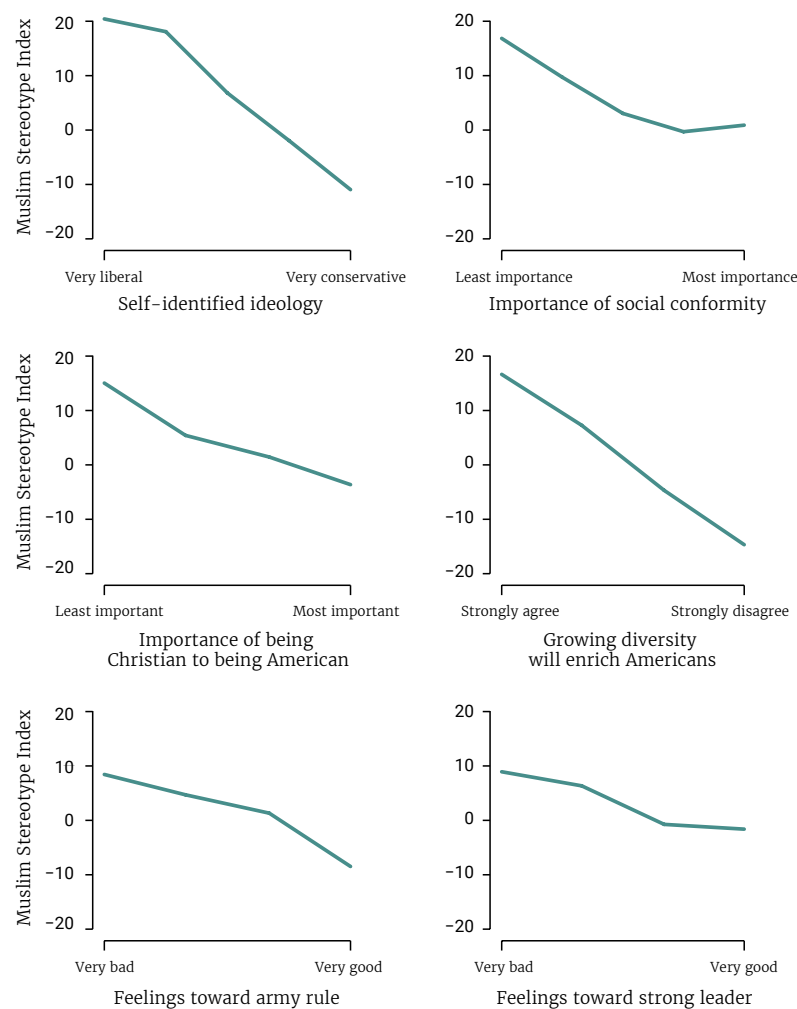 Muslim Stereotype Index
20
10
0
−10
−20
Very liberal
Very conservative
Self-identified ideology
20
10
0
−10
−20
Least importance
Most importance
Importance of social conformity
Muslim Stereotype Index
20
10
0
−10
−20
Least important
Most important
Importance of being
Christian to being American
20
10
0
−10
−20
Strongly agree
Strongly disagree
Growing diversity
will enrich Americans
Muslim Stereotype Index
20
10
0
−10
−20
Very bad
Very good
Feelings toward army rule
20
10
0
−10
−20
Very bad
Very good
Feelings toward strong leader